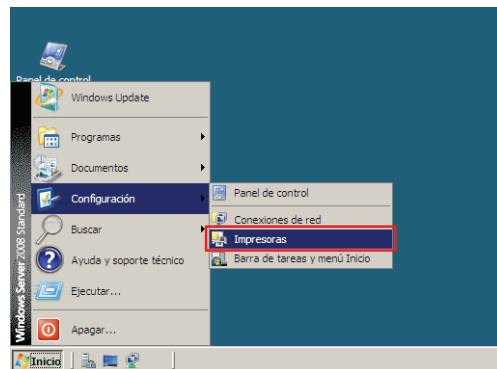 Panel de control
Windows Update
Programas
Documentos
Configuración
Panel de control
Conexiones de red
Buscar
Impresoras
Ayuda y soporte técnico
Barra de tareas y menú Inicio
Ejecutar...
Apagar...
Windows Server 2008 Standard
Inicio